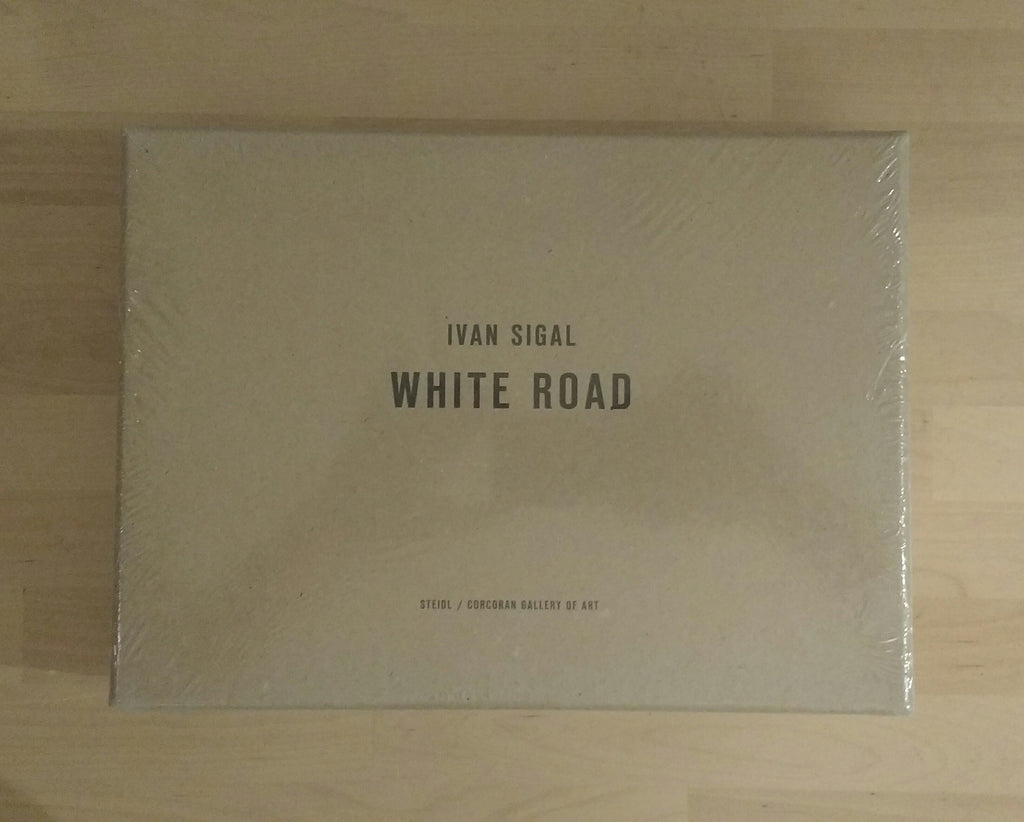 IVAN SIGAL
WHITE ROAD
STEIDL / CORCORAN GALLERY OF ART